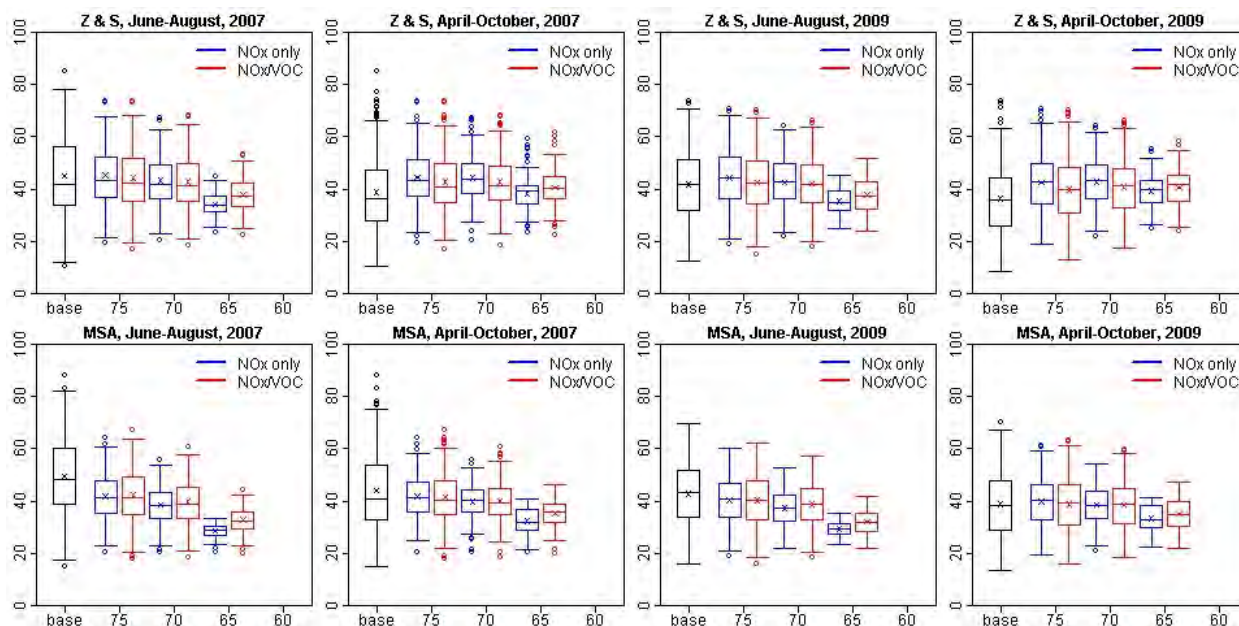 Z & S, June-August, 2007
100
80
60
40
20
0
NOx only
NOx/VOC
base 75 70 65 60
Z & S, April-October, 2007
100
80
60
40
20
0
NOx only
NOx/VOC
base 75 70 65 60
Z & S, June-August, 2009
100
80
60
40
20
0
NOx only
NOx/VOC
base 75 70 65 60
Z & S, April-October, 2009
100
80
60
40
20
0
NOx only
NOx/VOC
base 75 70 65 60
MSA, June-August, 2007
100
80
60
40
20
0
NOx only
NOx/VOC
base 75 70 65 60
MSA, April-October, 2007
100
80
60
40
20
0
NOx only
NOx/VOC
base 75 70 65 60
MSA, June-August, 2009
100
80
60
40
20
0
NOx only
NOx/VOC
base 75 70 65 60
MSA, April-October, 2009
100
80
60
40
20
0
NOx only
NOx/VOC
base 75 70 65 60